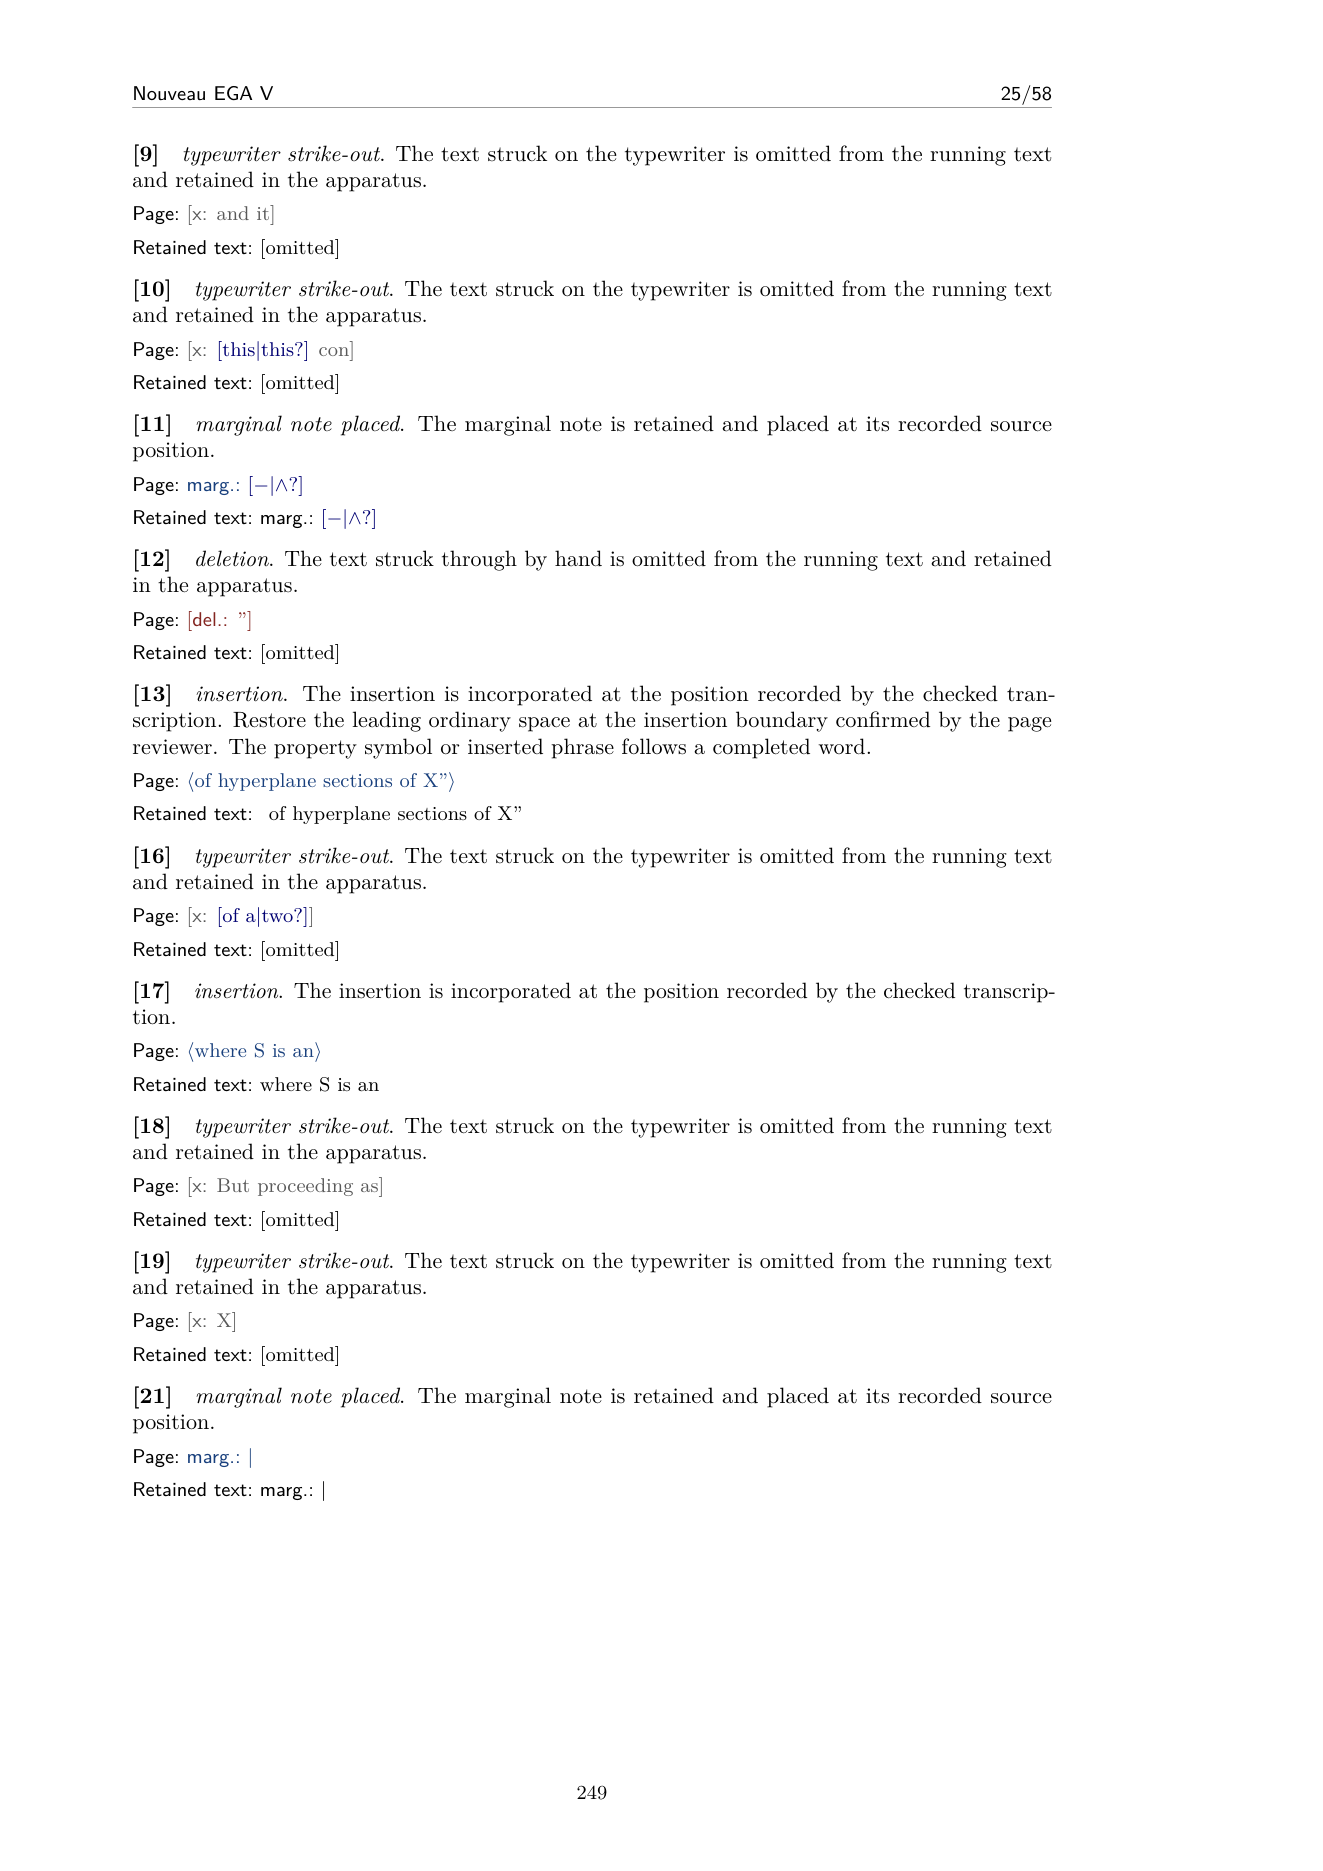 Nouveau EGA V 25/58
[9] typewriter strike-out. The text struck on the typewriter is omitted from the running text
and retained in the apparatus.
Page: [x: and it]
Retained text: [omitted]
[10] typewriter strike-out. The text struck on the typewriter is omitted from the running text
and retained in the apparatus.
Page: [x: [this|this?] con]
Retained text: [omitted]
[11] marginal note placed. The marginal note is retained and placed at its recorded source
position.
Page: marg.: [−|∧?]
Retained text: marg.: [−|∧?]
[12] deletion. The text struck through by hand is omitted from the running text and retained
in the apparatus.
Page: [del.: ”]
Retained text: [omitted]
[13] insertion. The insertion is incorporated at the position recorded by the checked tran-
scription. Restore the leading ordinary space at the insertion boundary confirmed by the page
reviewer. The property symbol or inserted phrase follows a completed word.
Page: ⟨of hyperplane sections of X”⟩
Retained text: of hyperplane sections of X”
[16] typewriter strike-out. The text struck on the typewriter is omitted from the running text
and retained in the apparatus.
Page: [x: [of a|two?]]
Retained text: [omitted]
[17] insertion. The insertion is incorporated at the position recorded by the checked transcrip-
tion.
Page: ⟨where S is an⟩
Retained text: where S is an
[18] typewriter strike-out. The text struck on the typewriter is omitted from the running text
and retained in the apparatus.
Page: [x: But proceeding as]
Retained text: [omitted]
[19] typewriter strike-out. The text struck on the typewriter is omitted from the running text
and retained in the apparatus.
Page: [x: X]
Retained text: [omitted]
[21] marginal note placed. The marginal note is retained and placed at its recorded source
position.
Page: marg.: |
Retained text: marg.: |
249